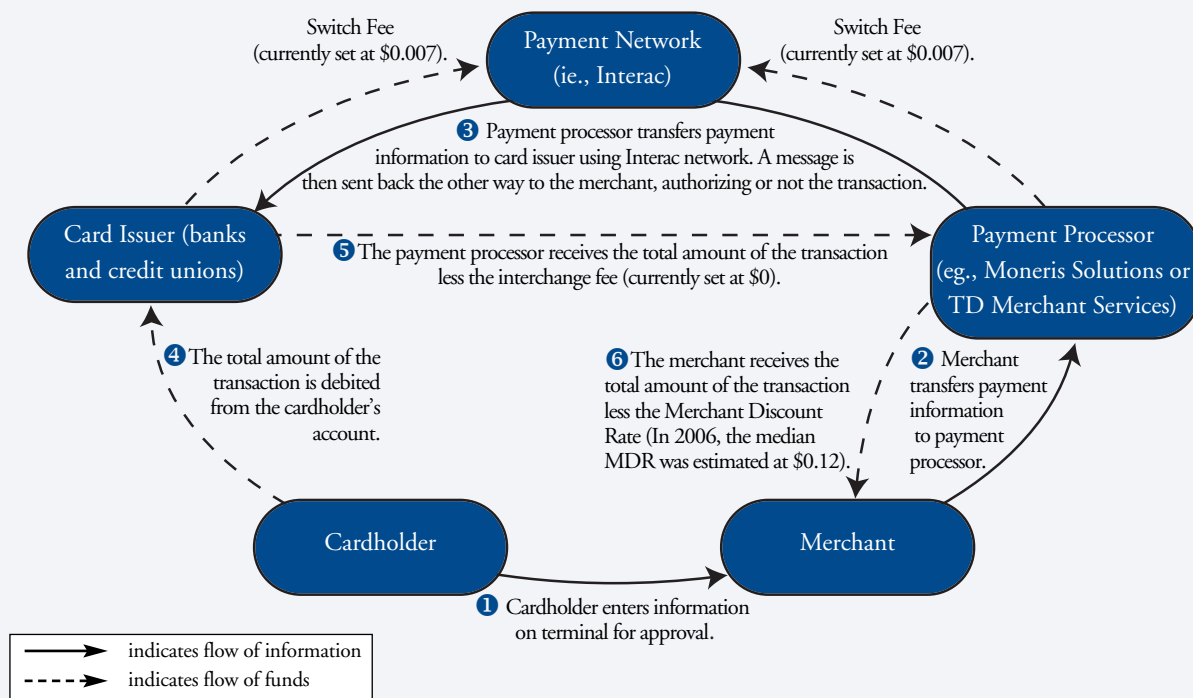 Switch Fee
(currently set at $0.007).
Payment Network
(ie., Interac)
Switch Fee
(currently set at $0.007).
❸ Payment processor transfers payment
information to card issuer using Interac network. A message is
then sent back the other way to the merchant, authorizing or not the transaction.
Card Issuer (banks
and credit unions)
❺ The payment processor receives the total amount of the transaction
less the interchange fee (currently set at $0).
Payment Processor
(eg., Moneris Solutions or
TD Merchant Services)
❹ The total amount of the
transaction is debited
from the cardholder's
account.
❻ The merchant receives the
total amount of the transaction
less the Merchant Discount
Rate (In 2006, the median
MDR was estimated at $0.12).
❷ Merchant
transfers payment
information
to payment
processor.
Cardholder
Merchant
❶ Cardholder enters information
on terminal for approval.
indicates flow of information
indicates flow of funds